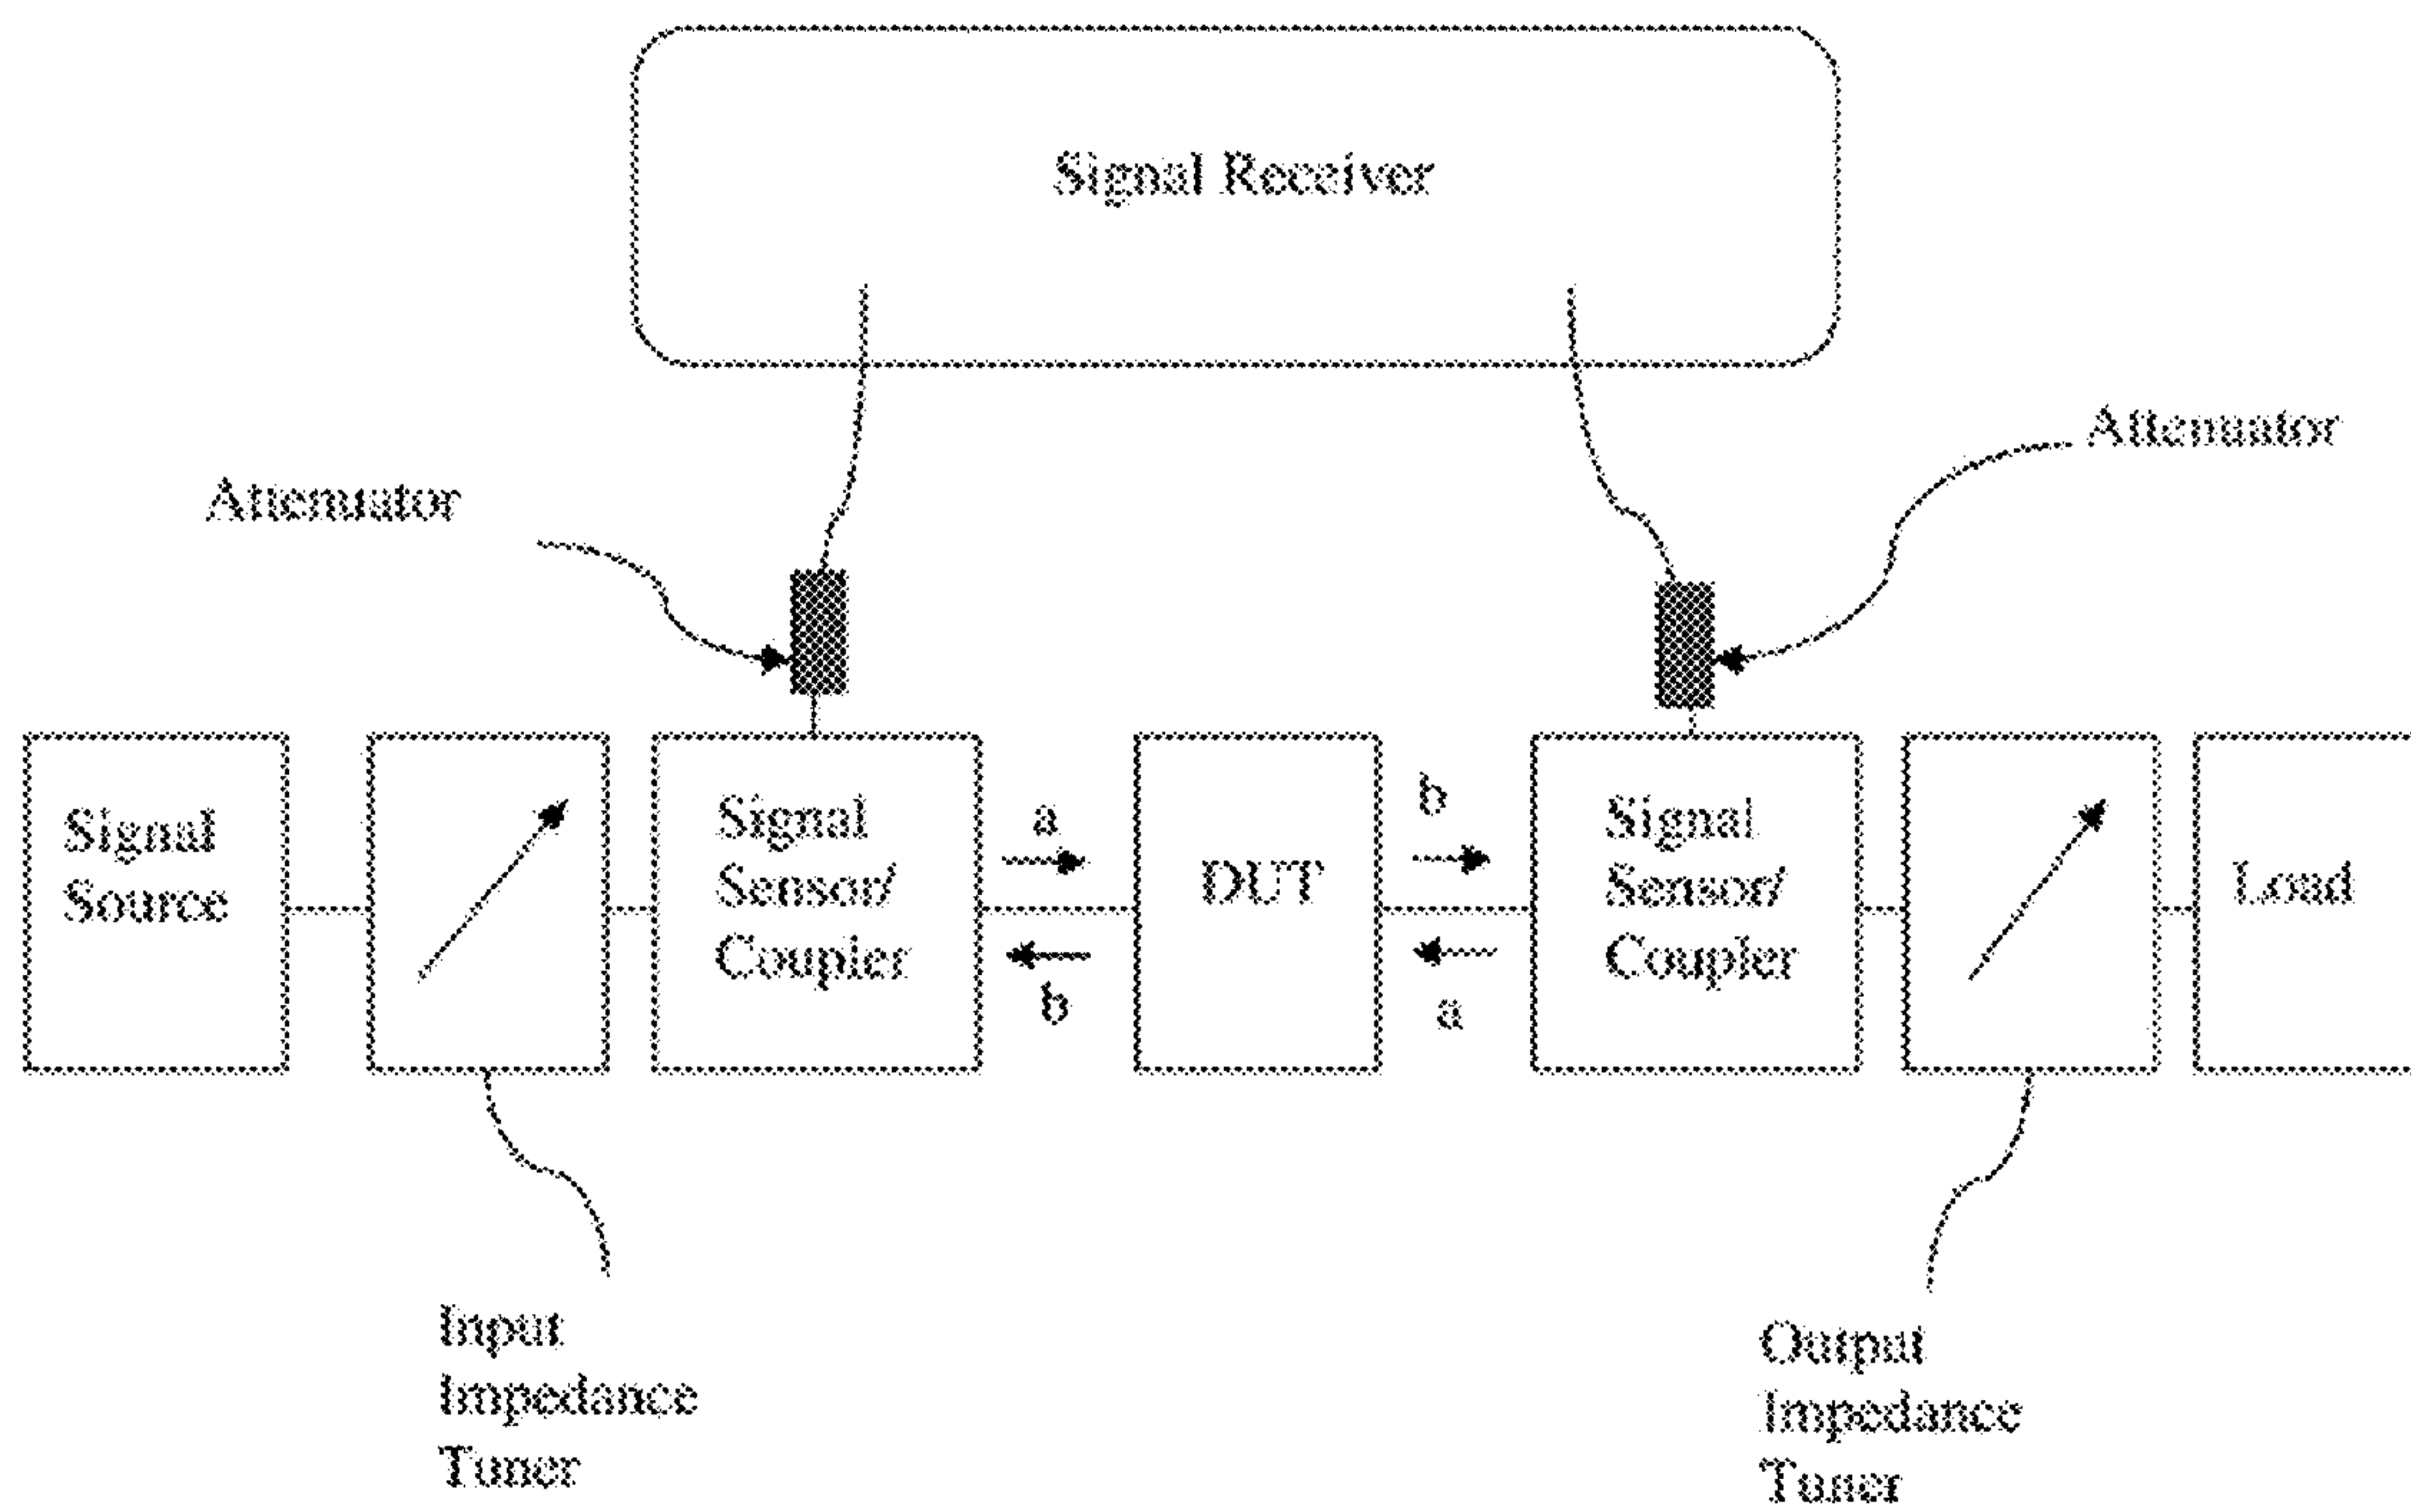 Signal Receiver
Attenuator
Attenuator
Signal
Source
Signal
Sensor/
Coupler
a
b
DUT
b
a
Signal
Sensor/
Coupler
Load
Input
Impedance
Tuner
Output
Impedance
Tuner